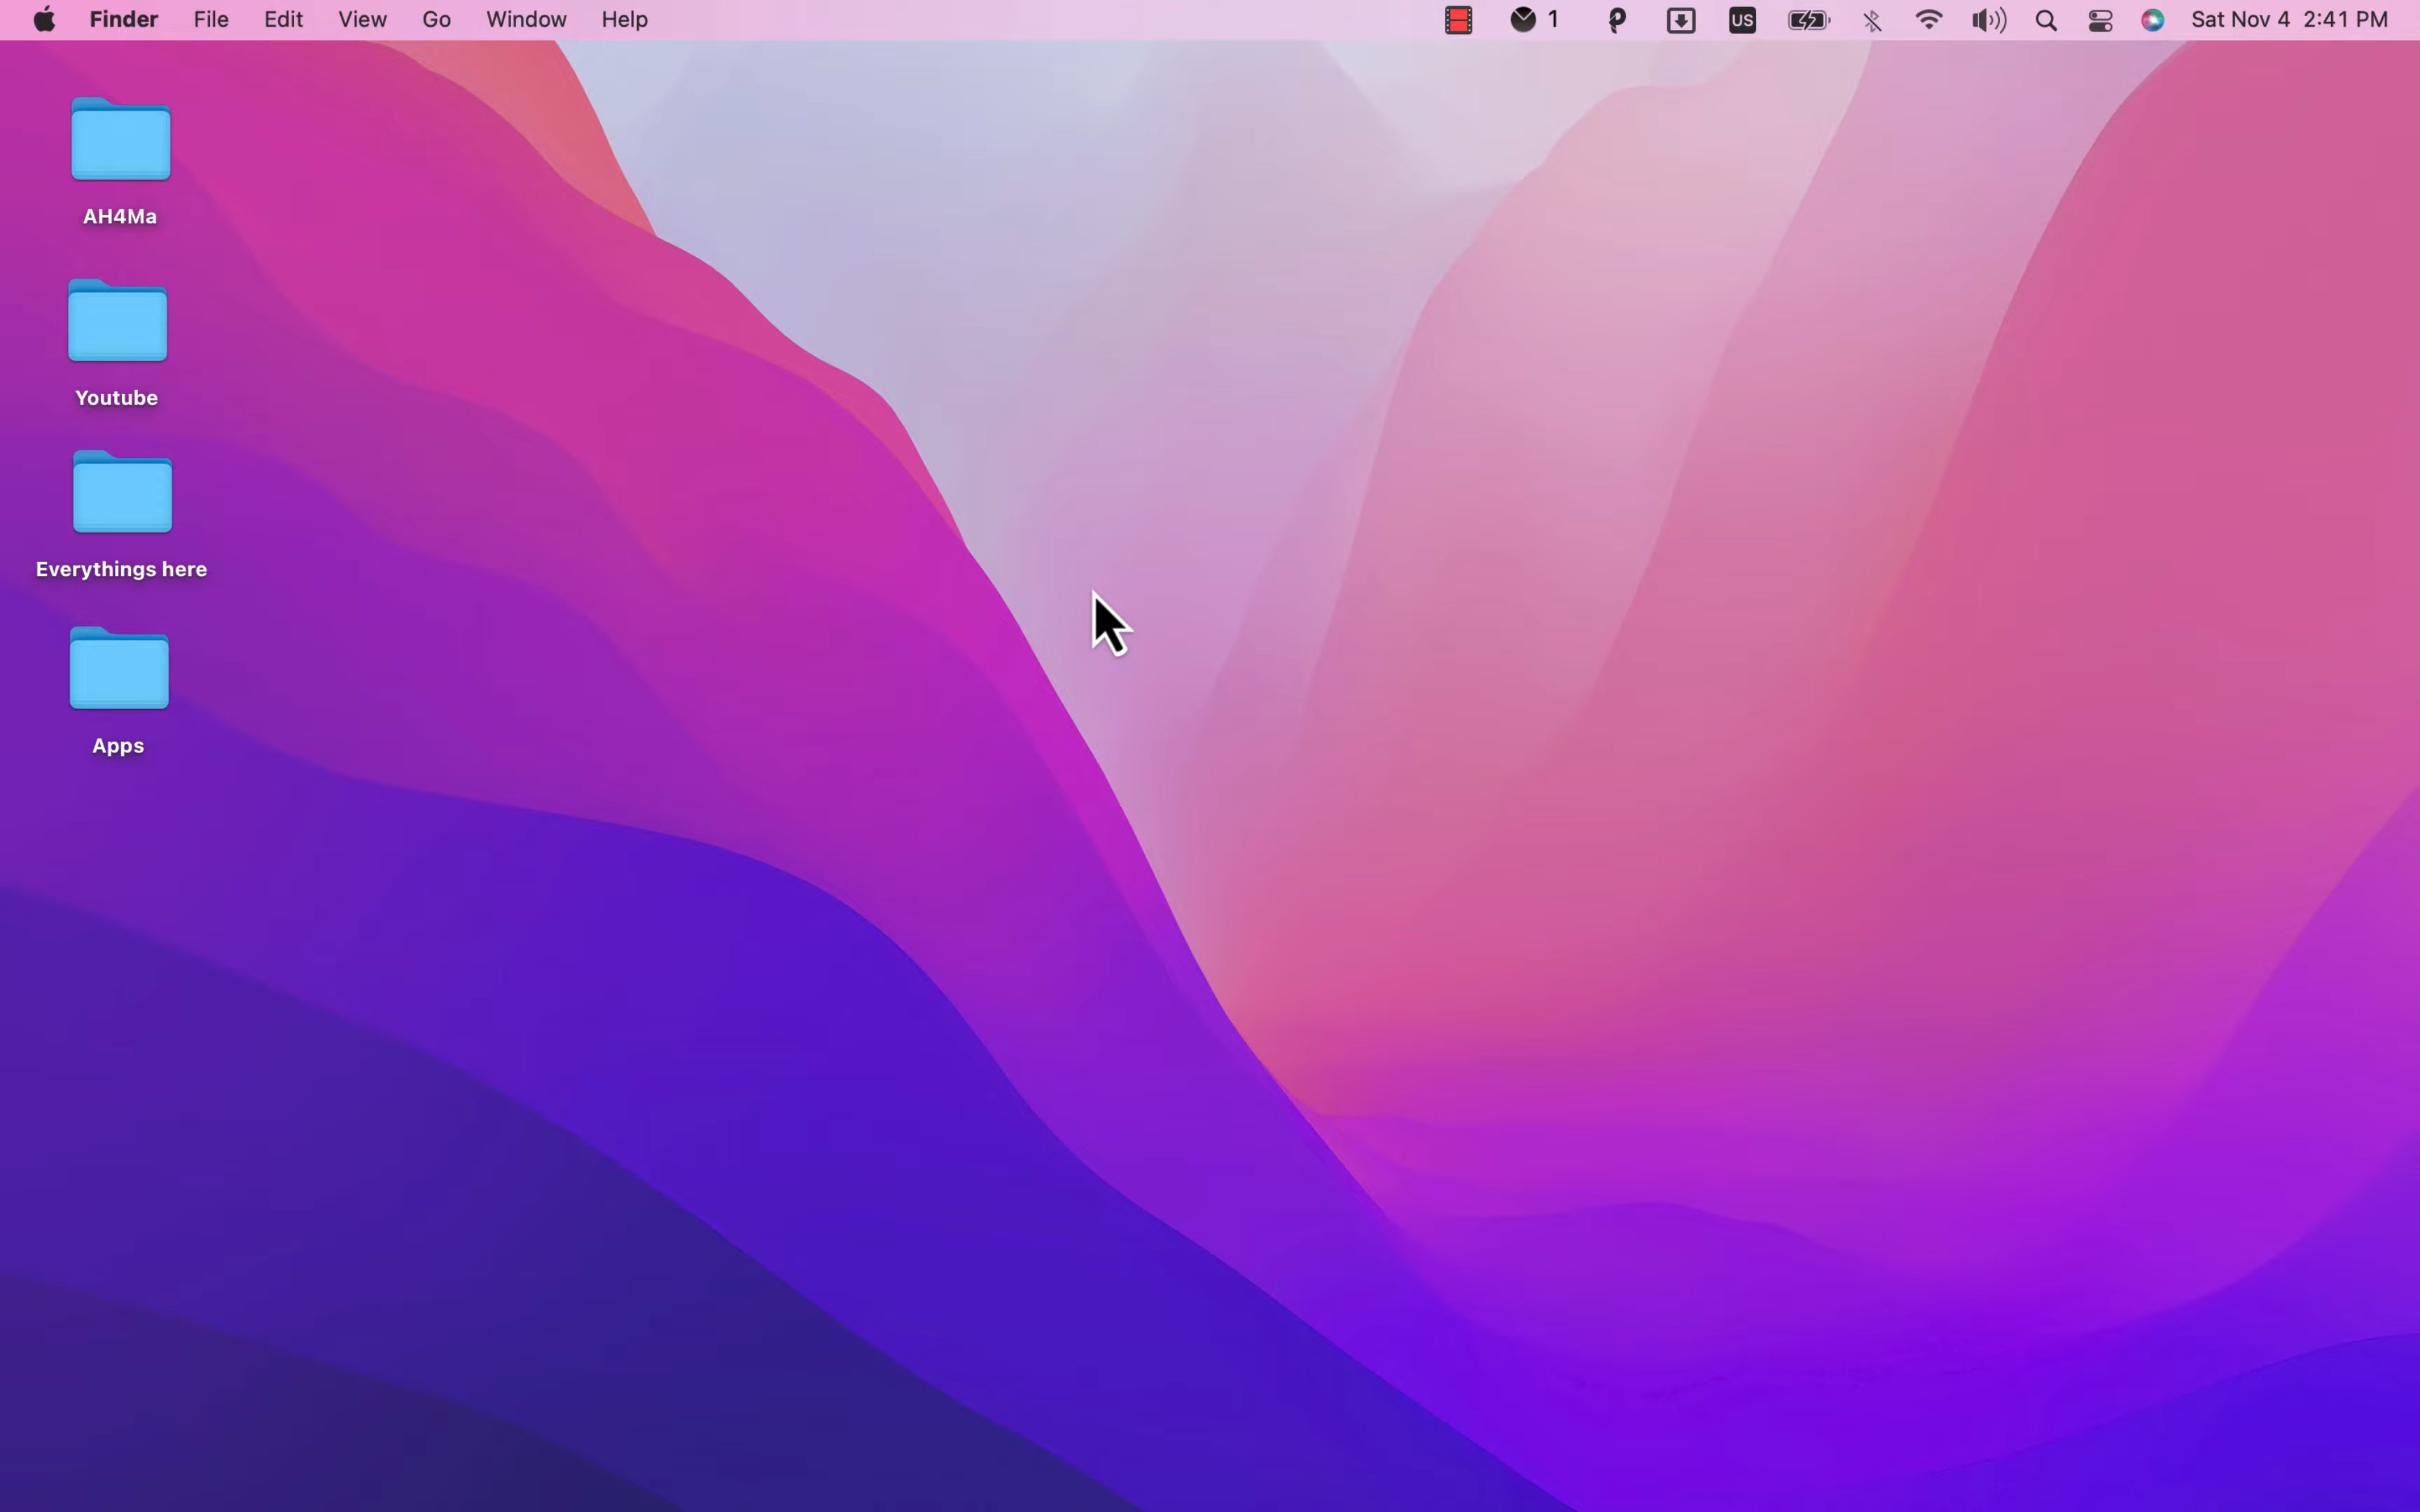 Finder File Edit View Go Window Help 1 US Sat Nov 4 2:41 PM
AH4Ma
Youtube
Everythings here
Apps